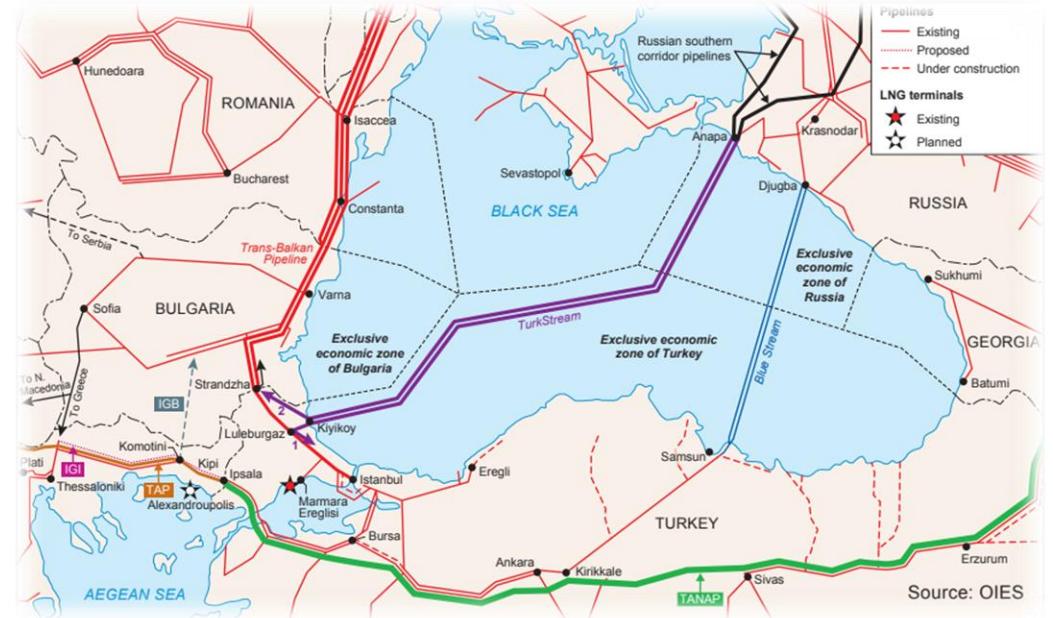 Pipelines
Existing
Proposed
Under construction
LNG terminals
Existing
Planned
Russian southern
corridor pipelines
Hunedoara
ROMANIA
Isaccea
Anapa
Krasnodar
Bucharest
Sevastopol
Djugba
Constanta
BLACK SEA
RUSSIA
To Serbia
Trans-Balkan
Pipeline
Exclusive
economic
zone of
Russia
Sukhumi
Varna
Sofia
BULGARIA
TurkStream
Exclusive
economic zone
of Bulgaria
Exclusive economic
zone of Turkey
Blue Stream
GEORGIA
To N.
Macedonia
To Greece
Strandzha
Batumi
IGB
2
Kiyikoy
Luleburgaz
1
Komotini
Kipi
Samsun
Plati
IGI
Ipsala
Istanbul
Eregli
Thessaloniki
TAP
Alexandroupolis
Marmara
Ereglisi
TURKEY
Bursa
Ankara
Kirikkale
Erzurum
Sivas
AEGEAN SEA
TANAP
Source: OIES